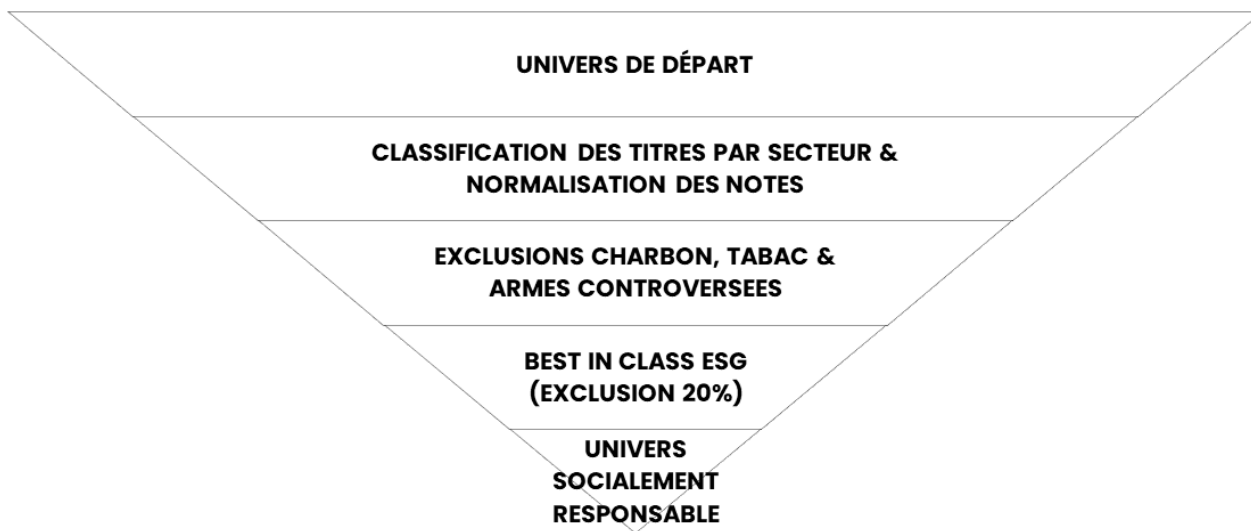 UNIVERS DE DÉPART
CLASSIFICATION DES TITRES PAR SECTEUR &
NORMALISATION DES NOTES
EXCLUSIONS CHARBON, TABAC &
ARMES CONTROVERSEES
BEST IN CLASS ESG
(EXCLUSION 20%)
UNIVERS
SOCIALEMENT
RESPONSABLE